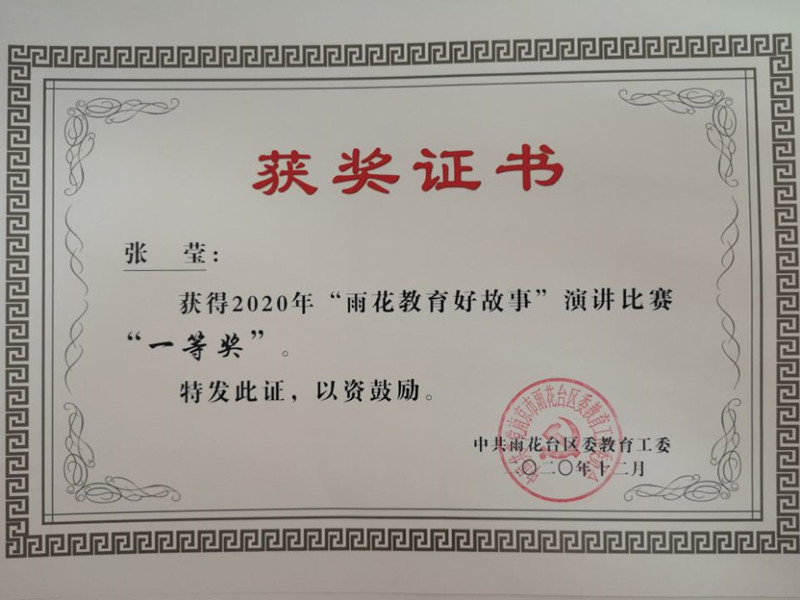 获奖证书
张 莹：
获得2020年“雨花教育好故事”演讲比赛
“一等奖”。
特发此证，以资鼓励。
中共雨花台区委教育工委
二〇二〇年十二月